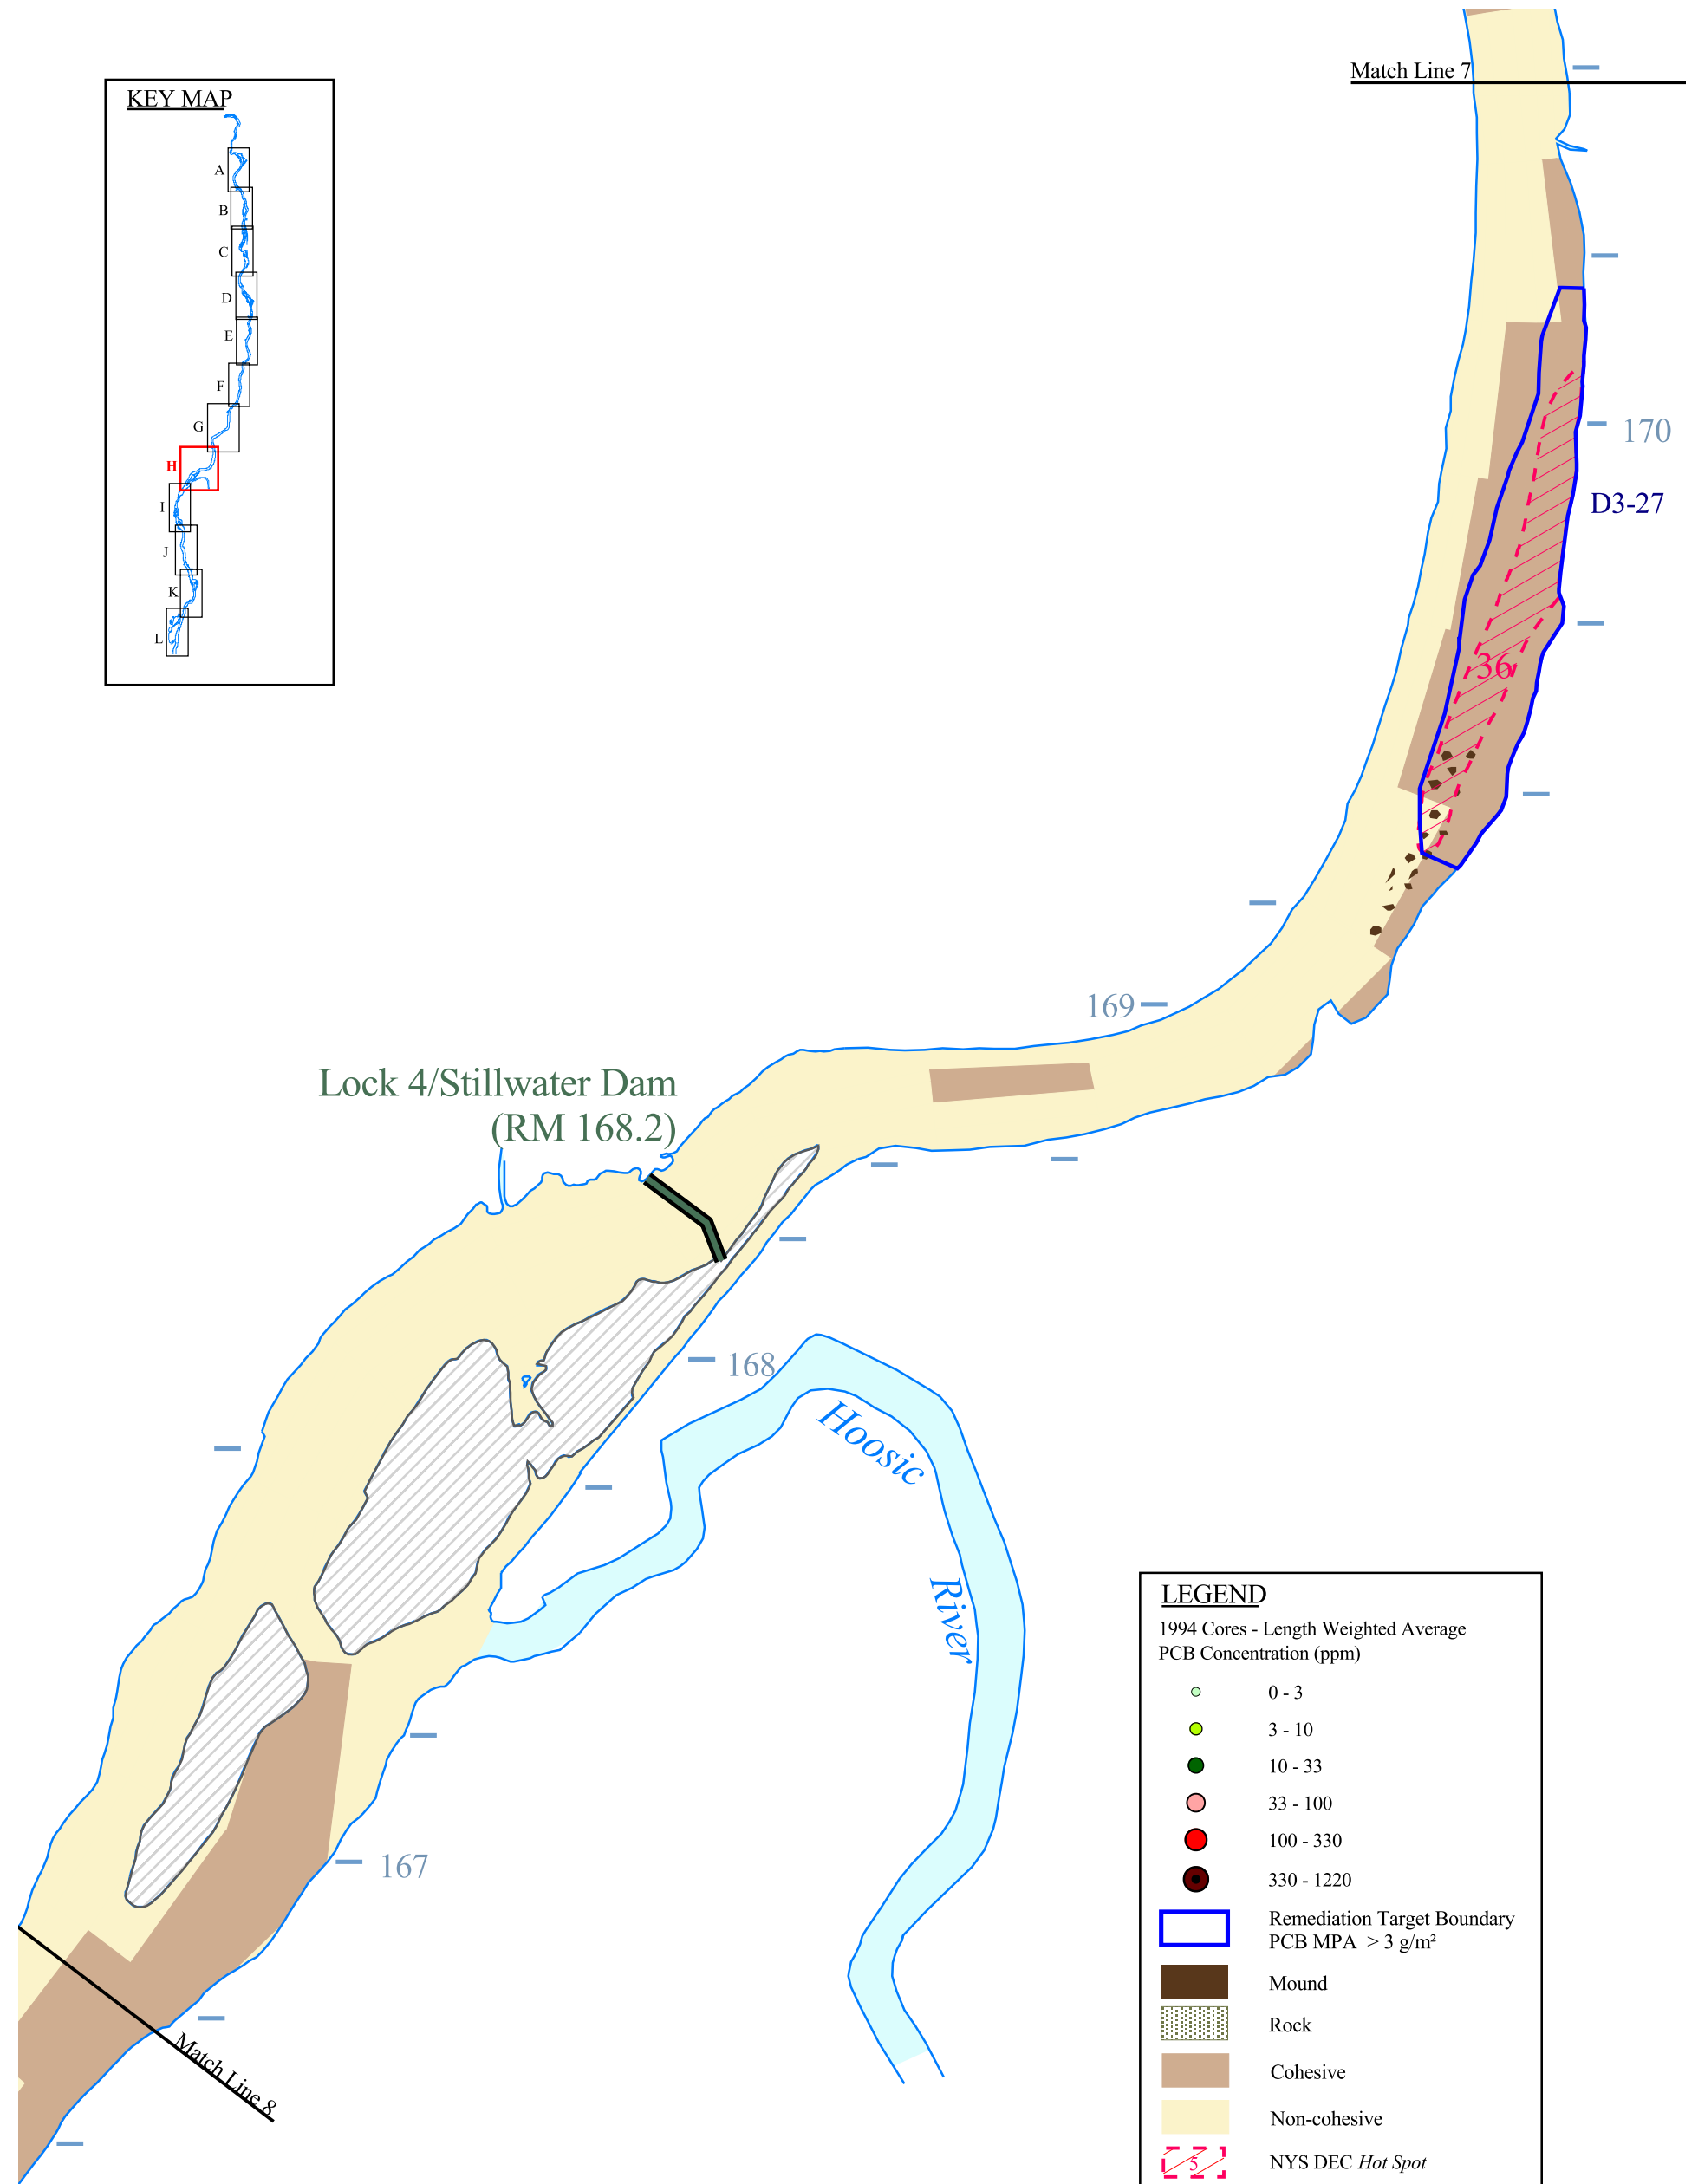 Match Line 7
KEY MAP
A
B
C
D
E
F
G
H
I
J
K
L
170
D3-27
36
169
Lock 4/Stillwater Dam
(RM 168.2)
168
Hoosic
River
167
Match Line 8
LEGEND
1994 Cores - Length Weighted Average
PCB Concentration (ppm)
0 - 3
3 - 10
10 - 33
33 - 100
100 - 330
330 - 1220
Remediation Target Boundary
PCB MPA > 3 g/m²
Mound
Rock
Cohesive
Non-cohesive
5
NYS DEC Hot Spot